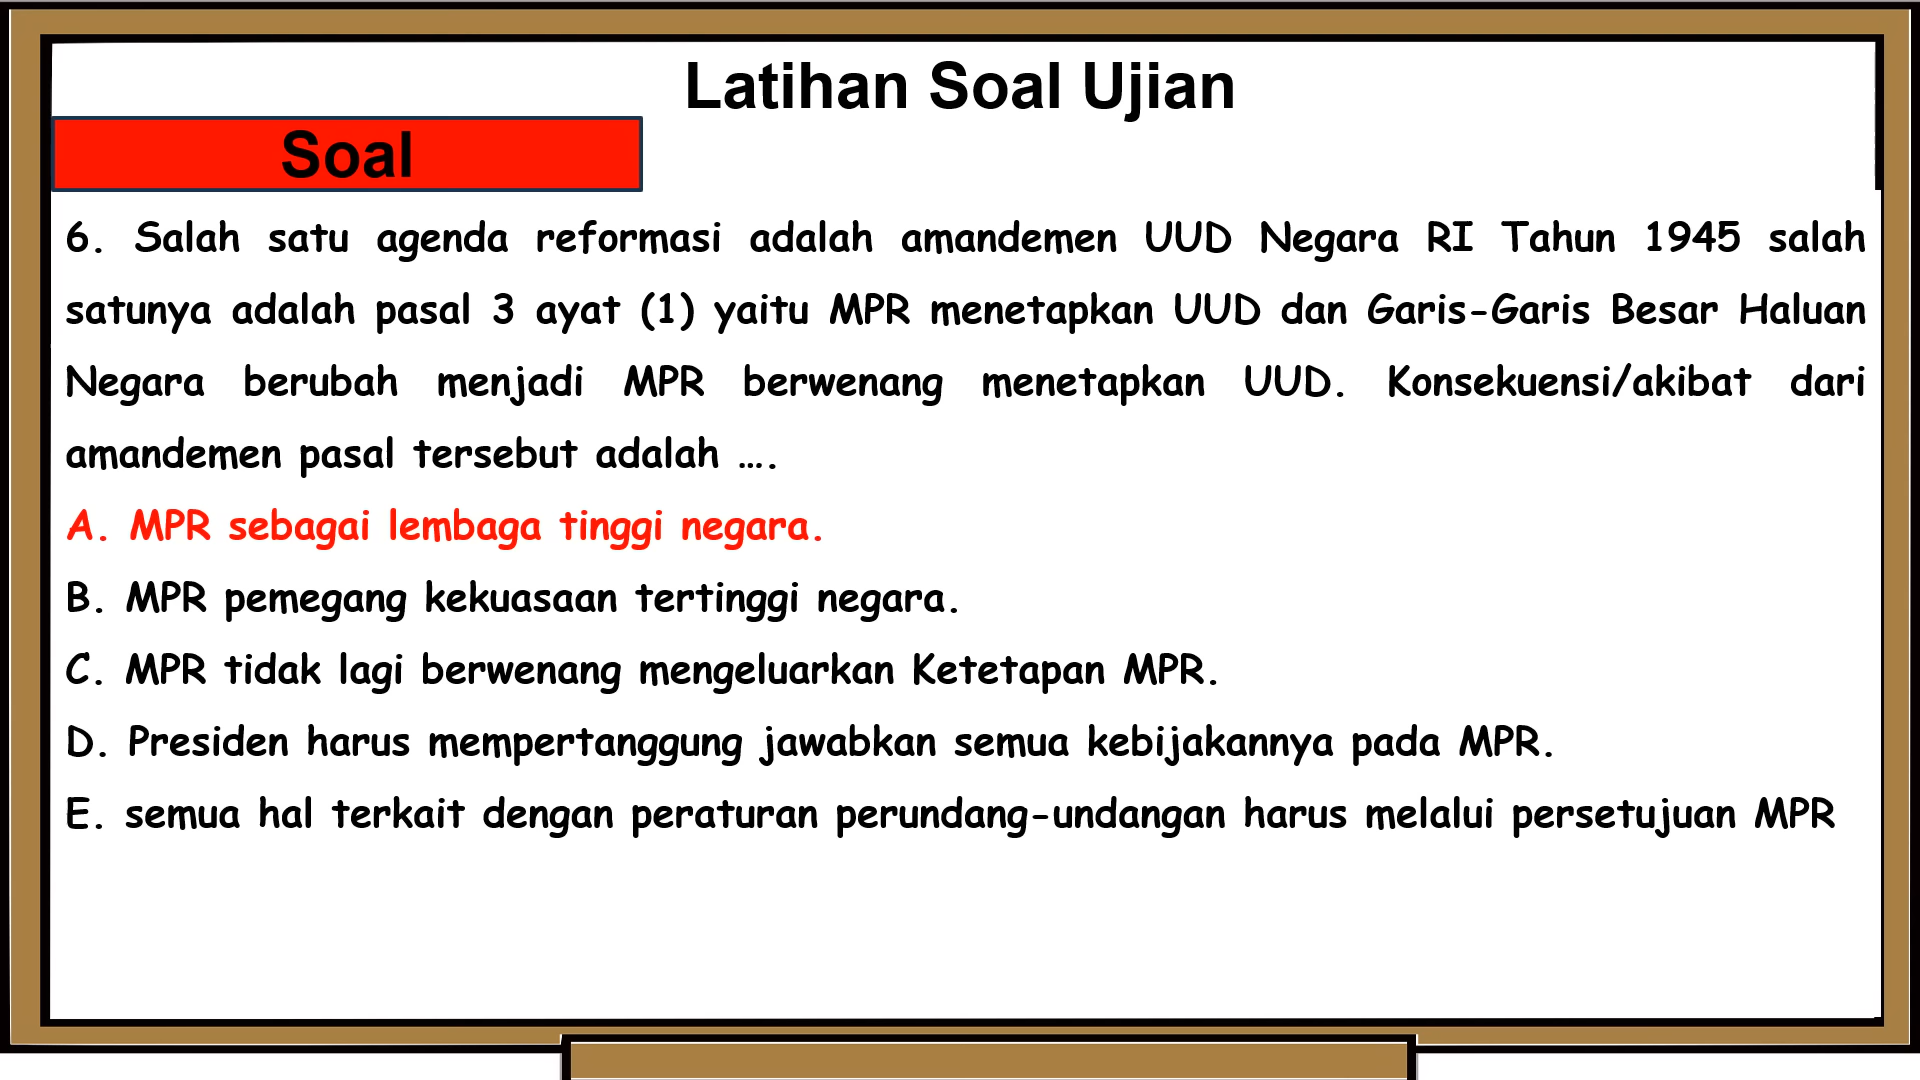 Latihan Soal Ujian
Soal
6. Salah satu agenda reformasi adalah amandemen UUD Negara RI Tahun 1945 salah
satunya adalah pasal 3 ayat (1) yaitu MPR menetapkan UUD dan Garis-Garis Besar Haluan
Negara berubah menjadi MPR berwenang menetapkan UUD. Konsekuensi/akibat dari
amandemen pasal tersebut adalah ….
A. MPR sebagai lembaga tinggi negara.
B. MPR pemegang kekuasaan tertinggi negara.
C. MPR tidak lagi berwenang mengeluarkan Ketetapan MPR.
D. Presiden harus mempertanggung jawabkan semua kebijakannya pada MPR.
E. semua hal terkait dengan peraturan perundang-undangan harus melalui persetujuan MPR